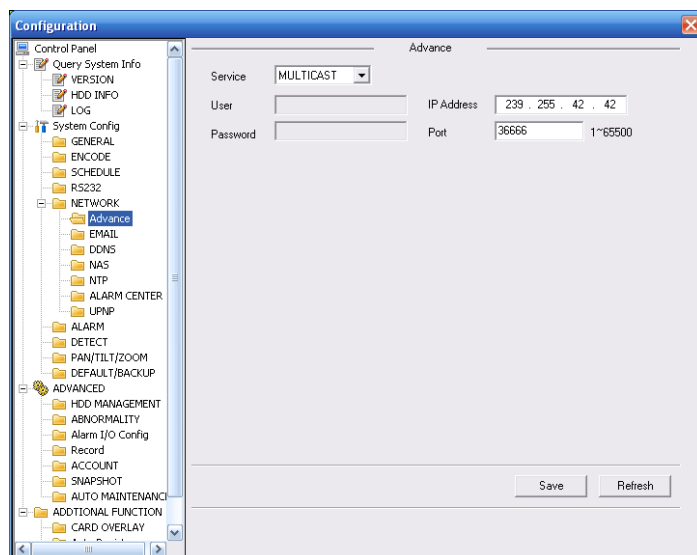 Configuration
Control Panel
Query System Info
VERSION
HDD INFO
LOG
System Config
GENERAL
ENCODE
SCHEDULE
RS232
NETWORK
Advance
EMAIL
DDNS
NAS
NTP
ALARM CENTER
UPNP
ALARM
DETECT
PAN/TILT/ZOOM
DEFAULT/BACKUP
ADVANCED
HDD MANAGEMENT
ABNORMALITY
Alarm I/O Config
Record
ACCOUNT
SNAPSHOT
AUTO MAINTENANC
ADDTIONAL FUNCTION
CARD OVERLAY
Advance
Service MULTICAST
User IP Address 239 . 255 . 42 . 42
Password Port 36666 1~65500
Save Refresh